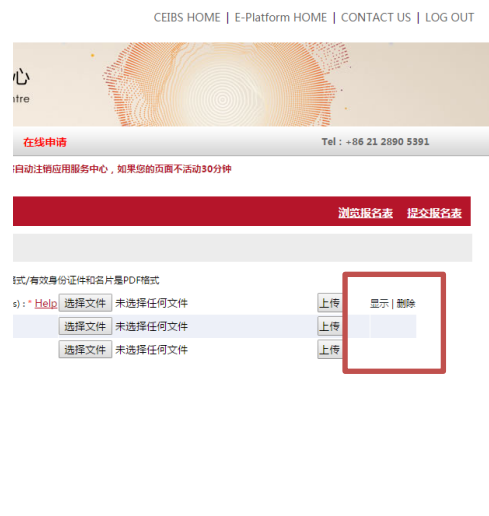 CEIBS HOME | E-Platform HOME | CONTACT US | LOG OUT
心
ntre
在线申请 Tel : +86 21 2890 5391
自动注销应用服务中心，如果您的页面不活动30分钟
浏览报名表 提交报名表
式/有效身份证件和名片是PDF格式
s) : * Help 选择文件 未选择任何文件 上传 显示 | 删除
选择文件 未选择任何文件 上传
选择文件 未选择任何文件 上传